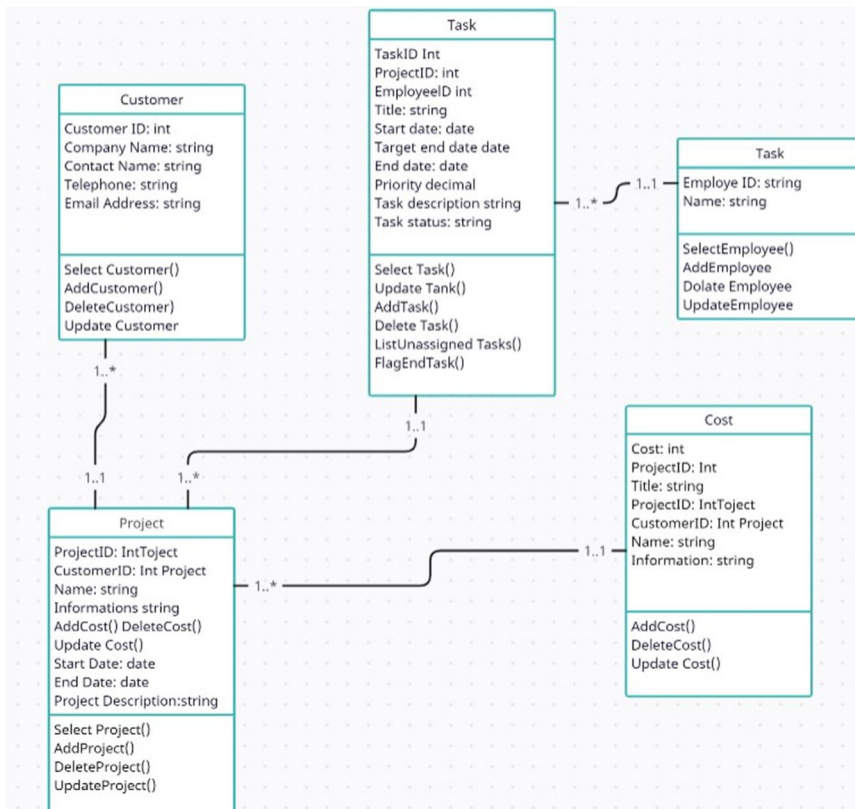 Customer
Customer ID: int
Company Name: string
Contact Name: string
Telephone: string
Email Address: string
Select Customer()
AddCustomer()
DeleteCustomer)
Update Customer
1..*
1..1
Task
TaskID Int
ProjectID: int
EmployeelD int
Title: string
Start date: date
Target end date date
End date: date
Priority decimal
Task description string
Task status: string
Select Task()
Update Tank()
AddTask()
Delete Task()
ListUnassigned Tasks()
FlagEndTask()
1..*
1..1
Task
Employe ID: string
Name: string
SelectEmployee()
AddEmployee
Dolate Employee
UpdateEmployee
1..1
1..*
Project
ProjectID: IntToject
CustomerID: Int Project
Name: string
Informations string
AddCost() DeleteCost()
Update Cost()
Start Date: date
End Date: date
Project Description:string
Select Project()
AddProject()
DeleteProject()
UpdateProject()
1..*
1..1
Cost
Cost: int
ProjectID: Int
Title: string
ProjectID: IntToject
CustomerID: Int Project
Name: string
Information: string
AddCost()
DeleteCost()
Update Cost()